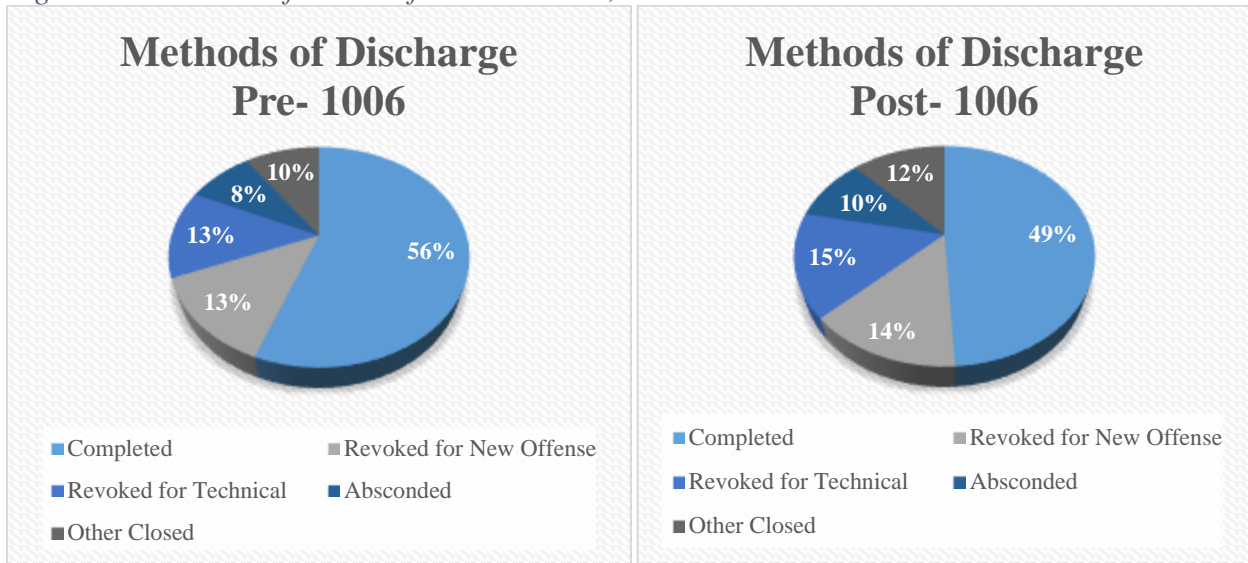 Methods of Discharge
Pre- 1006
10%
8%
13%
56%
13%
Completed
Revoked for New Offense
Revoked for Technical
Absconded
Other Closed
Methods of Discharge
Post- 1006
12%
10%
49%
15%
14%
Completed
Revoked for New Offense
Revoked for Technical
Absconded
Other Closed